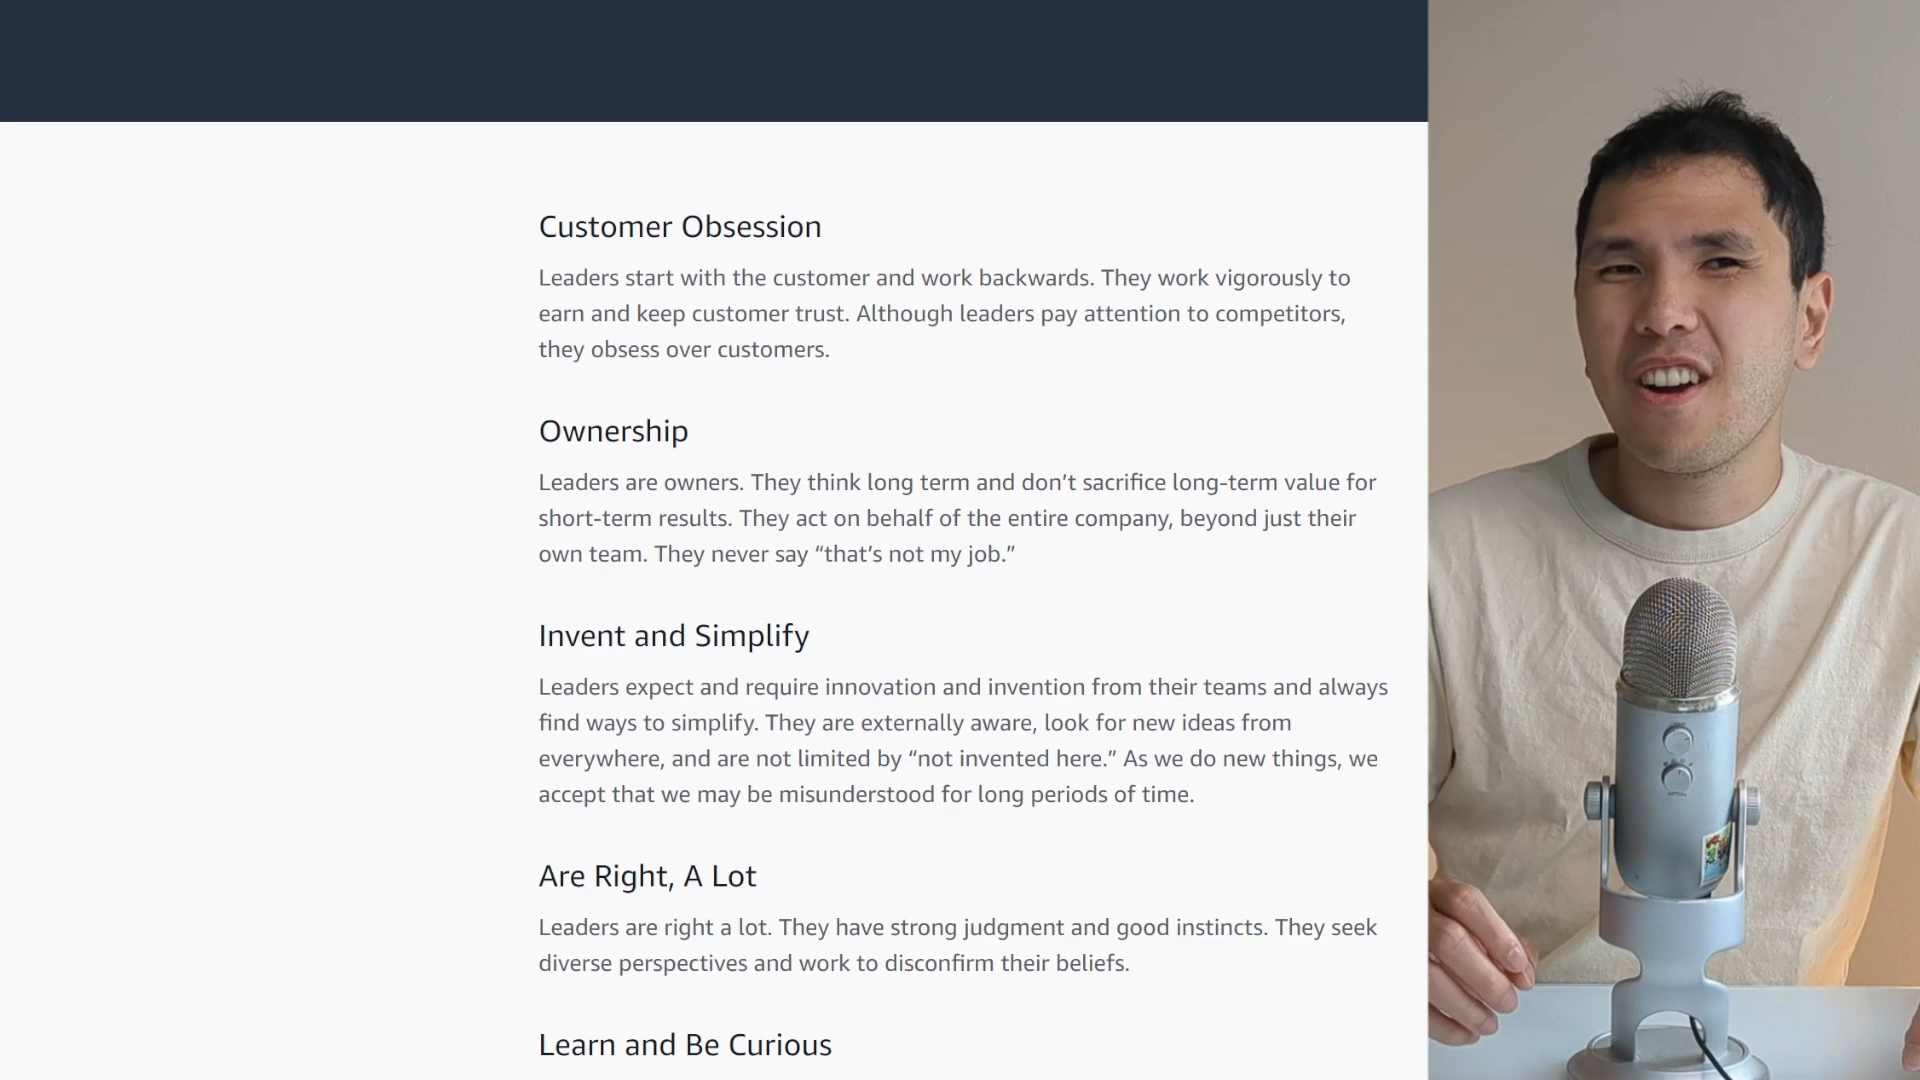 Customer Obsession
Leaders start with the customer and work backwards. They work vigorously to
earn and keep customer trust. Although leaders pay attention to competitors,
they obsess over customers.
Ownership
Leaders are owners. They think long term and don’t sacrifice long-term value for
short-term results. They act on behalf of the entire company, beyond just their
own team. They never say “that’s not my job.”
Invent and Simplify
Leaders expect and require innovation and invention from their teams and always
find ways to simplify. They are externally aware, look for new ideas from
everywhere, and are not limited by “not invented here.” As we do new things, we
accept that we may be misunderstood for long periods of time.
Are Right, A Lot
Leaders are right a lot. They have strong judgment and good instincts. They seek
diverse perspectives and work to disconfirm their beliefs.
Learn and Be Curious